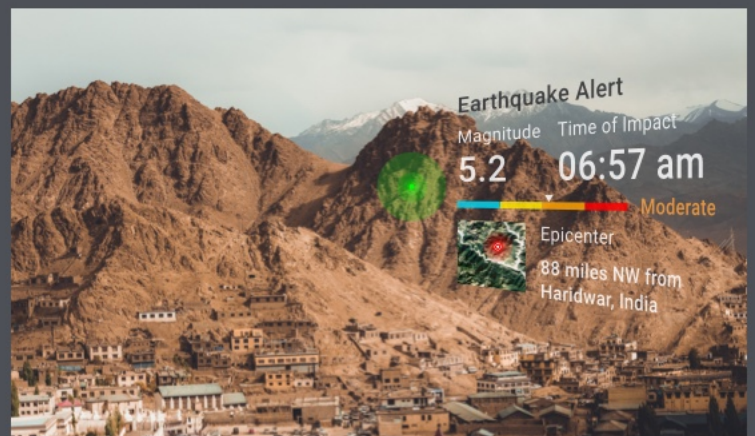 Earthquake Alert
Magnitude
Time of Impact
5.2
06:57 am
Moderate
Epicenter
88 miles NW from
Haridwar, India